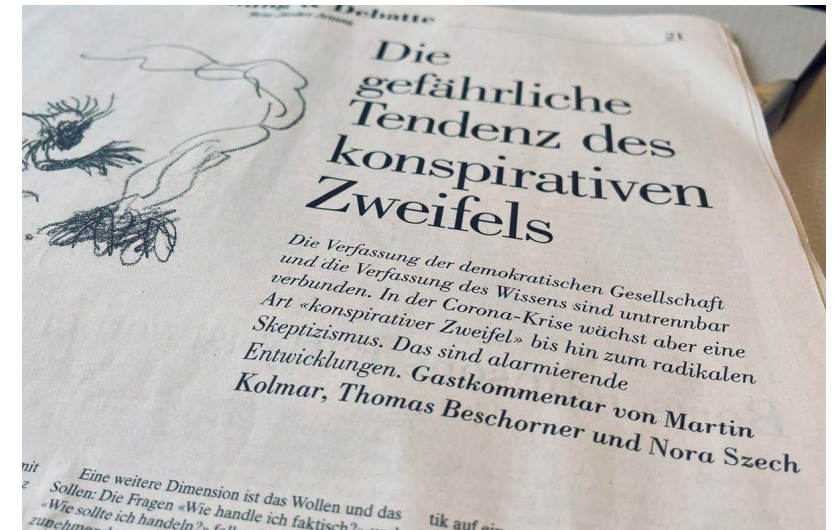 & Debatte
21
Die
gefährliche
Tendenz des
konspirativen
Zweifels
Die Verfassung der demokratischen Gesellschaft
und die Verfassung des Wissens sind untrennbar
verbunden. In der Corona-Krise wächst aber eine
Art «konspirativer Zweifel» bis hin zum radikalen
Skeptizismus. Das sind alarmierende
Entwicklungen. Gastkommentar von Martin
Kolmar, Thomas Beschorner und Nora Szech
Eine weitere Dimension ist das Wollen und das
Sollen: Die Fragen «Wie handle ich faktisch?» und
«Wie sollte ich handeln?»
tik auf